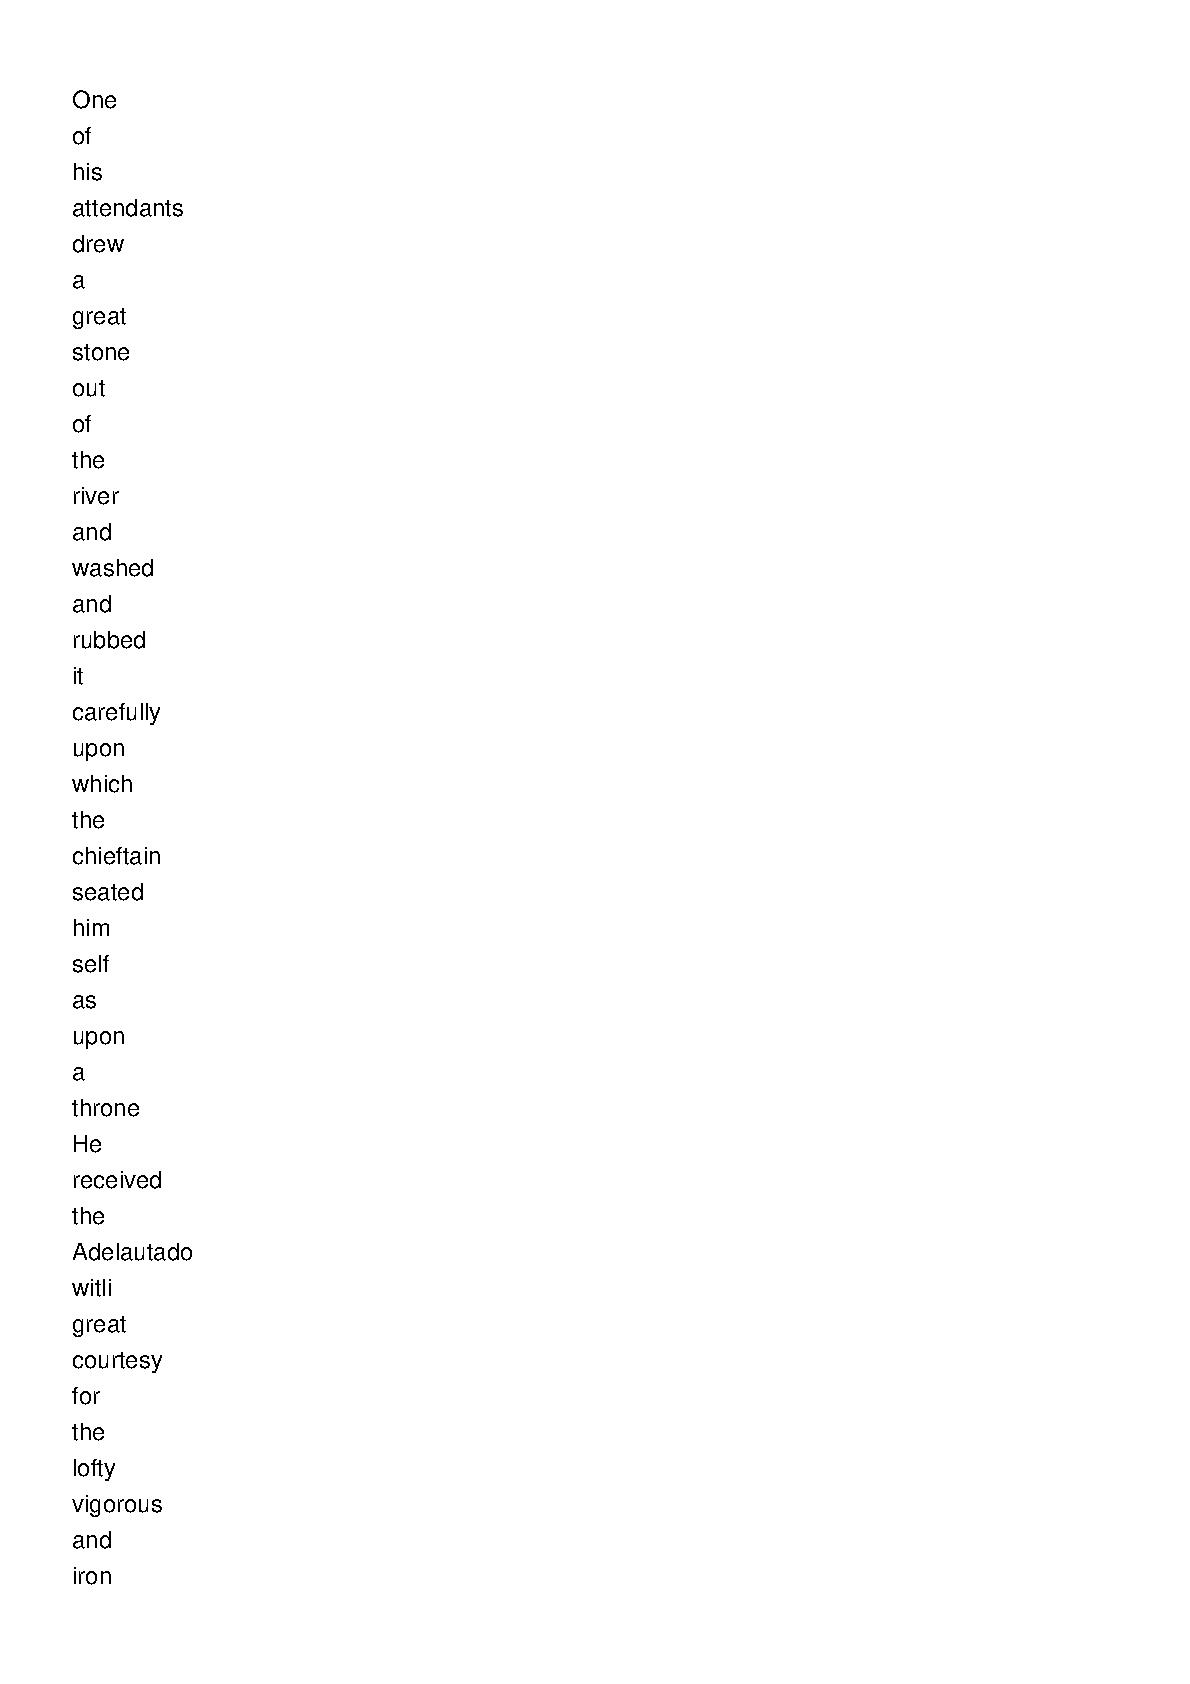 One
of
his
attendants
drew
a
great
stone
out
of
the
river
and
washed
and
rubbed
it
carefully
upon
which
the
chieftain
seated
him
self
as
upon
a
throne
He
received
the
Adelautado
witli
great
courtesy
for
the
lofty
vigorous
and
iron